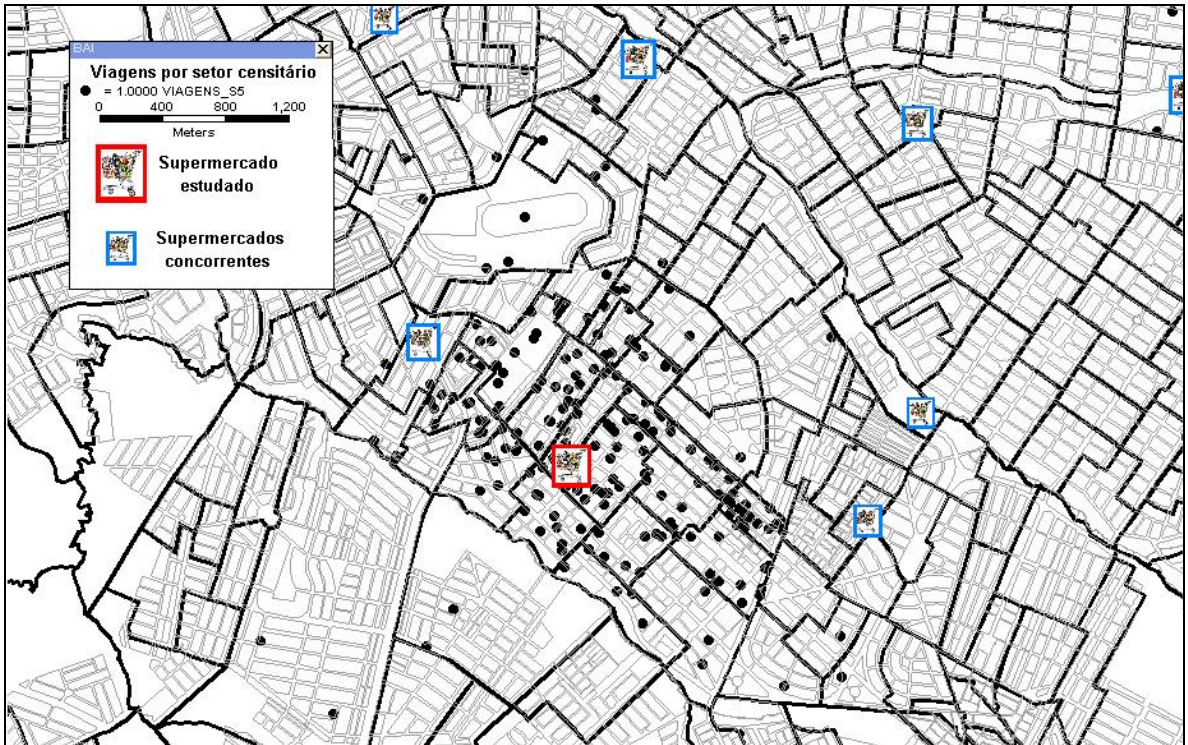 BAI
Viagens por setor censitário
= 1.0000 VIAGENS_S5
0 400 800 1,200
Meters
Supermercado
estudado
Supermercados
concorrentes